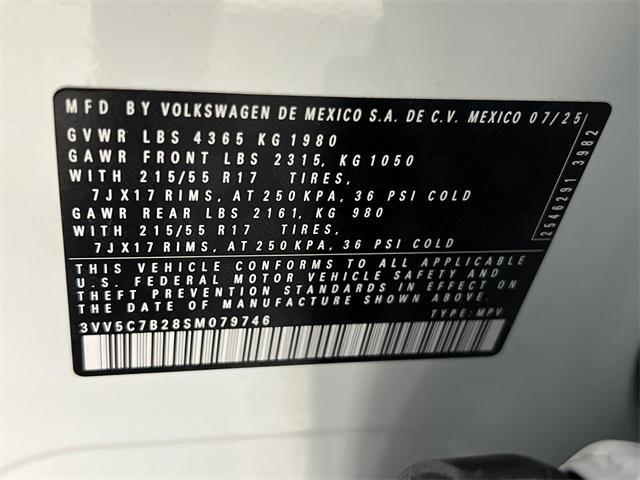 MFD BY VOLKSWAGEN DE MEXICO S.A. DE C.V. MEXICO 07/25
GVWR LBS 4365 KG 1980
GAWR FRONT LBS 2315, KG 1050
WITH 215/55 R17 TIRES,
7JX17 RIMS, AT 250 KPA, 36 PSI COLD
GAWR REAR LBS 2161, KG 980
WITH 215/55 R17 TIRES,
7JX17 RIMS, AT 250 KPA, 36 PSI COLD
2546291 3982
THIS VEHICLE CONFORMS TO ALL APPLICABLE
U.S. FEDERAL MOTOR VEHICLE SAFETY AND
THEFT PREVENTION STANDARDS IN EFFECT ON
THE DATE OF MANUFACTURE SHOWN ABOVE.
3VV5C7B28SM079746 TYPE: MPV